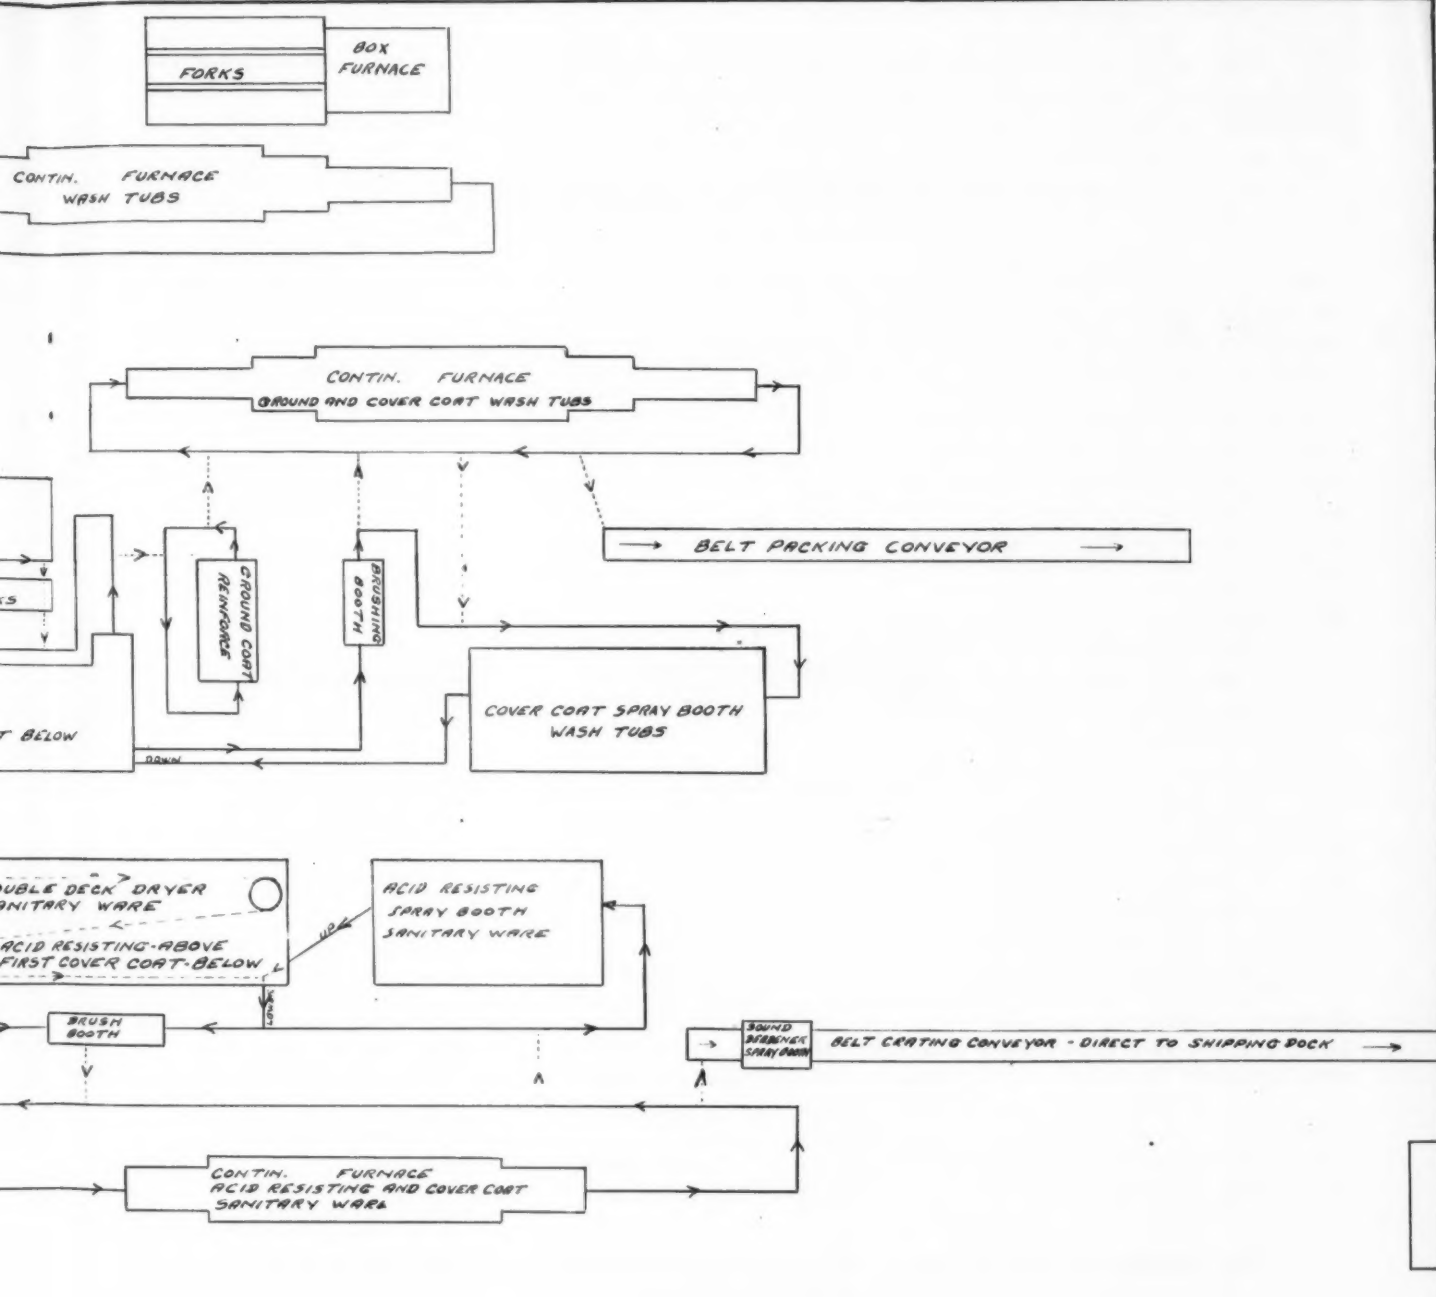 BOX
FURNACE
FORKS
CONTIN. FURNACE
WASH TUBS
CONTIN. FURNACE
GROUND AND COVER COAT WASH TUBS
BELT PACKING CONVEYOR
GROUND COAT
REINFORCE
BRUSHING
BOOTH
KS
COVER COAT SPRAY BOOTH
WASH TUBS
T BELOW
DOWN
OUBLE DECK DRYER
ANITARY WARE
ACID RESISTING-ABOVE
FIRST COVER COAT-BELOW
UP
ACID RESISTING
SPRAY BOOTH
SANITARY WARE
LOWER
BRUSH
BOOTH
SOUND
DEADENER
SPRAY BOOTH
BELT CRATING CONVEYOR - DIRECT TO SHIPPING DOCK
CONTIN. FURNACE
ACID RESISTING AND COVER COAT
SANITARY WARE